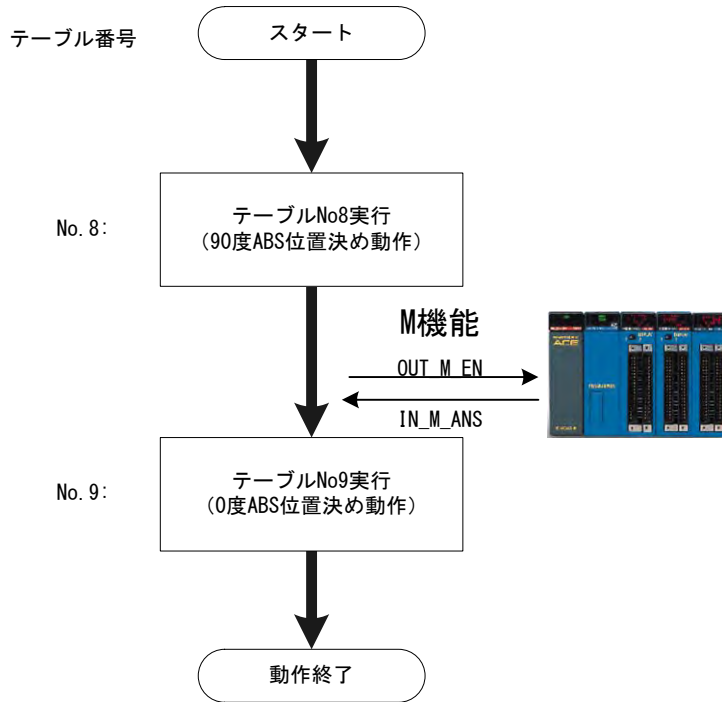 テーブル番号
スタート
No.8:
テーブルNo8実行
(90度ABS位置決め動作)
M機能
OUT_M_EN
IN_M_ANS
ACE
No.9:
テーブルNo9実行
(0度ABS位置決め動作)
動作終了